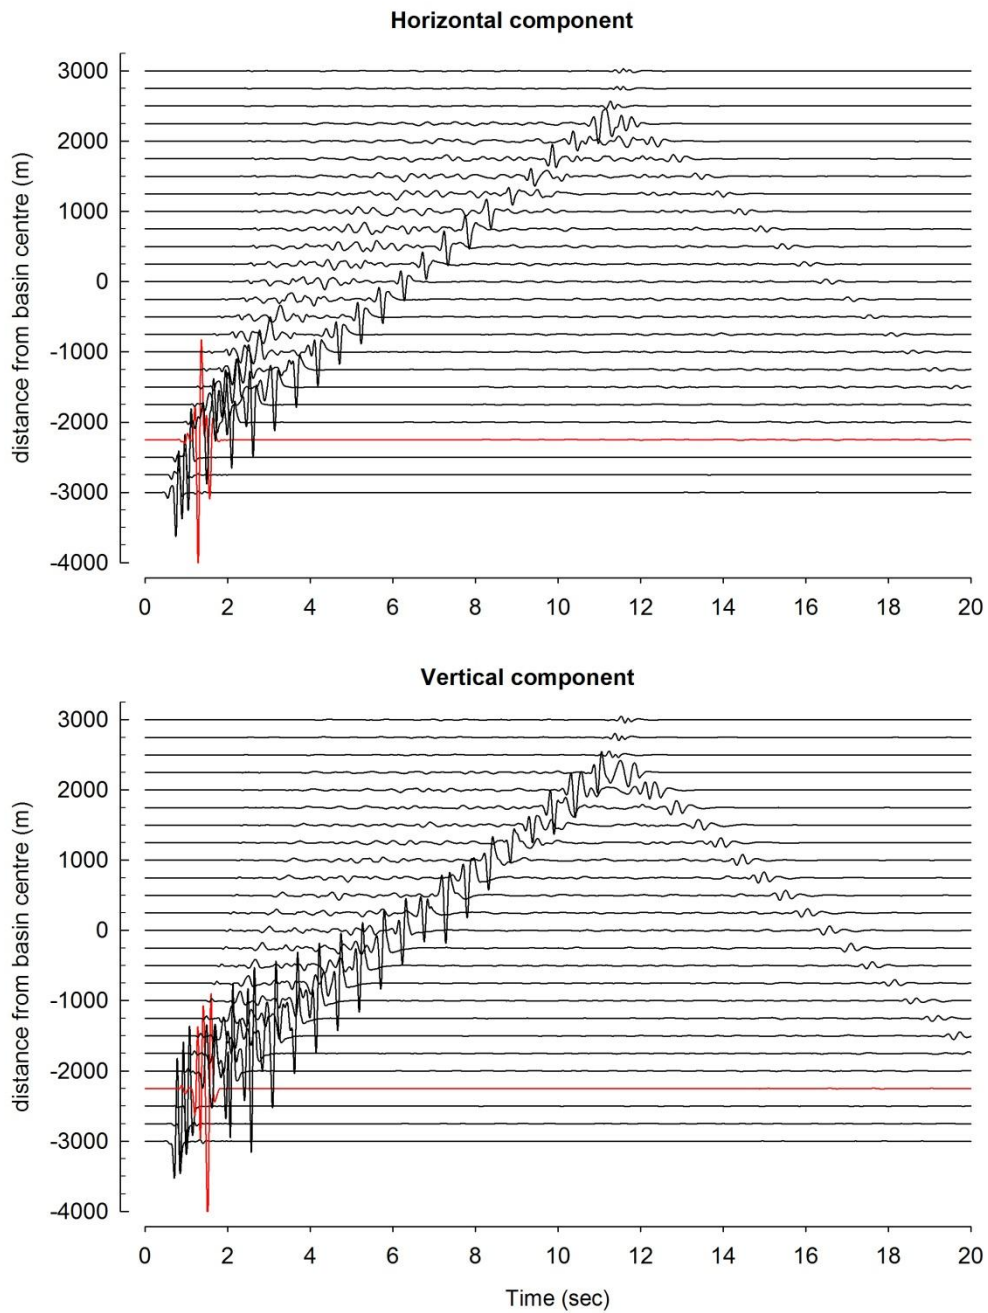 Horizontal component
distance from basin centre (m)
3000
2000
1000
0
-1000
-2000
-3000
-4000
0 2 4 6 8 10 12 14 16 18 20
Vertical component
distance from basin centre (m)
3000
2000
1000
0
-1000
-2000
-3000
-4000
0 2 4 6 8 10 12 14 16 18 20
Time (sec)